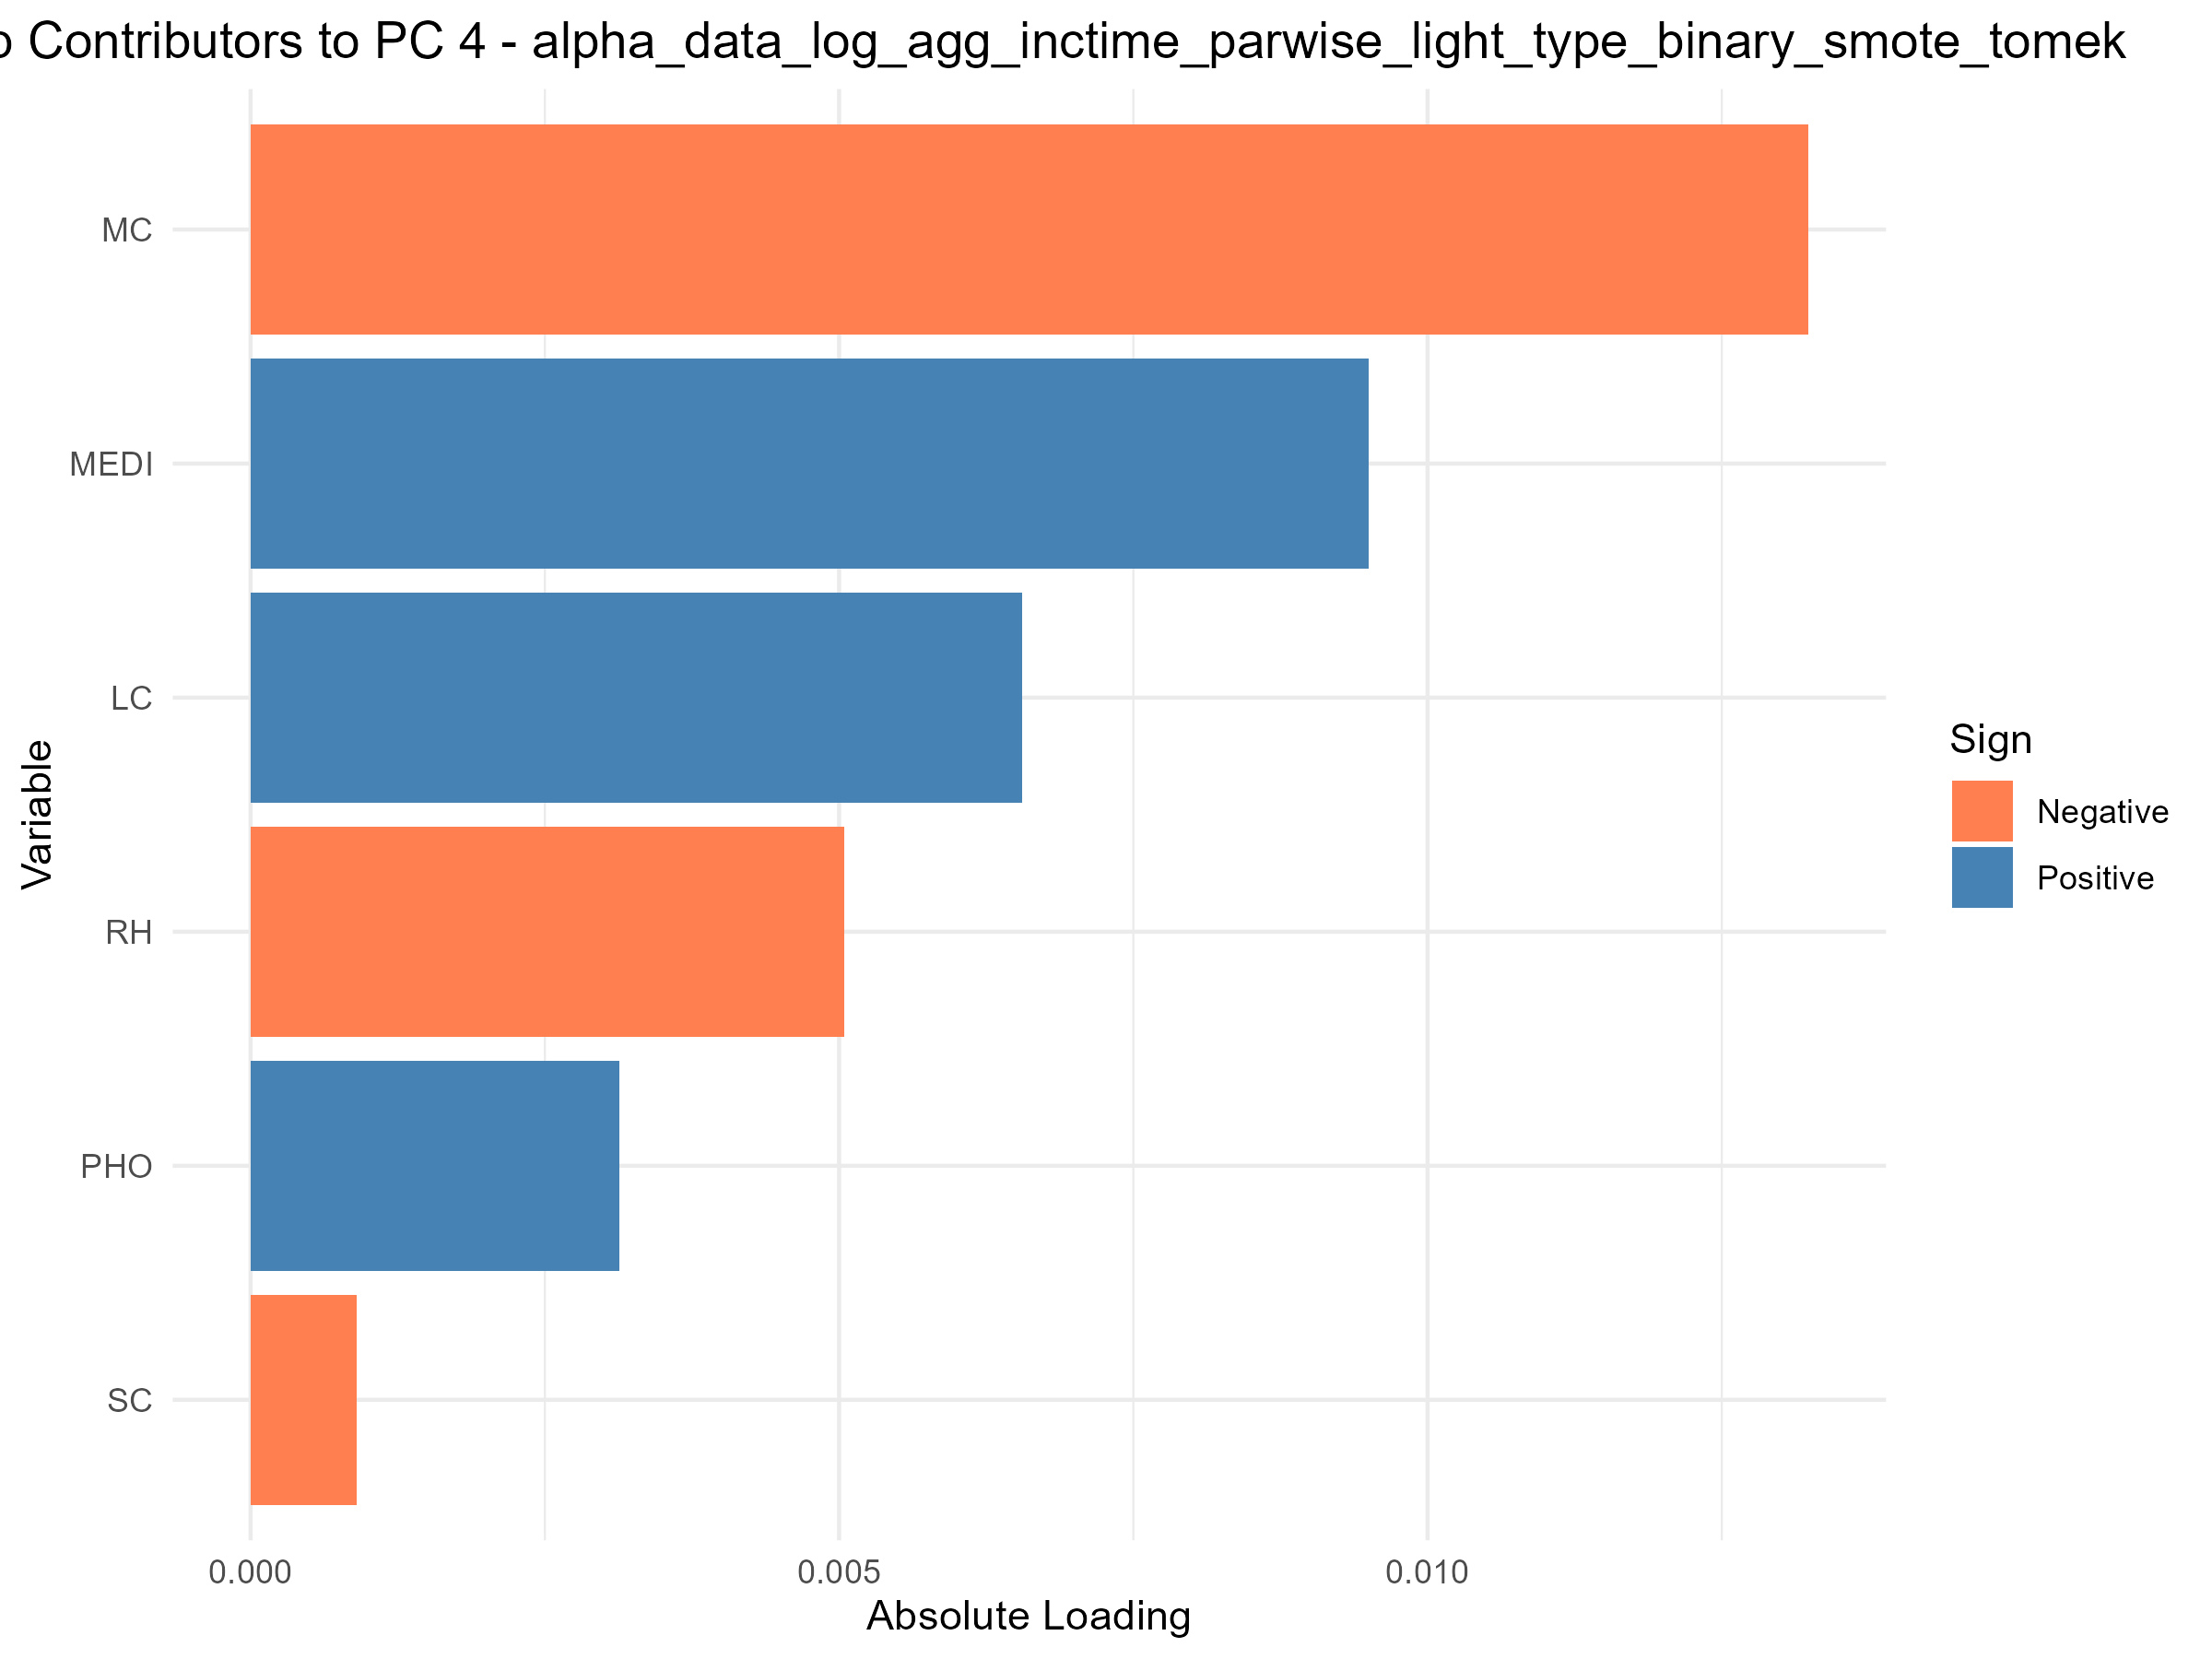 Contributors to PC 4 - alpha_data_log_agg_inctime_parwise_light_type_binary_smote_tomek
MC
MEDI
LC
RH
PHO
SC
Variable
0.000
0.005
0.010
Absolute Loading
Sign
Negative
Positive